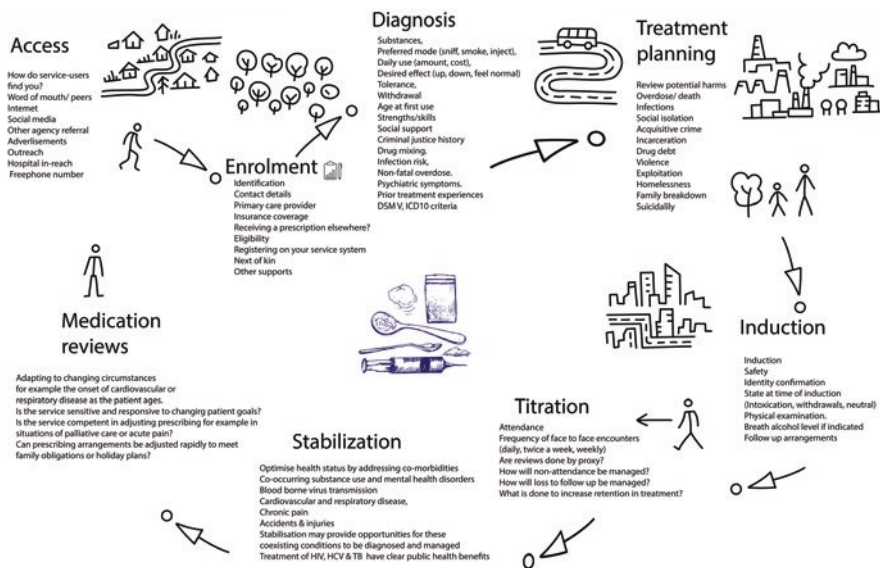 Access
How do service-users
find you?
Word of mouth/ peers
Internet
Social media
Other agency referral
Adverlisements
Outreach
Hospital in-reach
Freephone number
Enrolment
Identification
Contact details
Primary care provider
Insurance coverage
Receiving a prescription elsewhere?
Eligibility
Registering on your service system
Next of kin
Other supports
Diagnosis
Substances,
Preferred mode (sniff, smoke, inject),
Daily use (amount, cost),
Desired effect (up, down, feel normal)
Tolerance,
Withdrawal
Age at first use
Strengths/skills
Social support
Criminal justice history
Drug mixing,
Infection risk,
Non-fatal overdose.
Psychiatric symptoms.
Prior treatment experiences
DSM V, ICD10 criteria
Treatment
planning
Review potential harms
Overdose/ death
Infections
Social isolation
Acquisitive crime
Incarceration
Drug debt
Violence
Exploitation
Homelessness
Family breakdown
Suicidalily
Induction
Induction
Safety
Identity confirmation
State at time of induction
(Intoxication, withdrawals, neutral)
Physical examination.
Breath alcohol level if indicated
Follow up arrangements
Titration
Attendance
Frequency of face to face encounters
(daily, twice a week, weekly)
Are reviews done by proxy?
How will non-attendance be managed?
How will loss to follow up be managed?
What is done to increase retention in treatment?
Stabilization
Optimise health status by addressing co-morbidities
Co-occurring substance use and mental health disorders
Blood borne virus transmission
Cardiovascular and respiratory disease,
Chronic pain
Accidents & injuries
Stabilisation may provide opportunities for these
coexisting conditions to be diagnosed and managed
Treatment of HIV, HCV & TB have clear public health benefits
Medication
reviews
Adapting to changing circumstances
for example the onset of cardiovascular or
respiratory disease as the patient ages.
Is the service sensitive and responsive to changing patient goals?
Is the service competent in adjusting prescribing for example in
situations of palliative care or acute pain?
Can prescribing arrangements be adjusted rapidly to meet
family obligations or holiday plans?